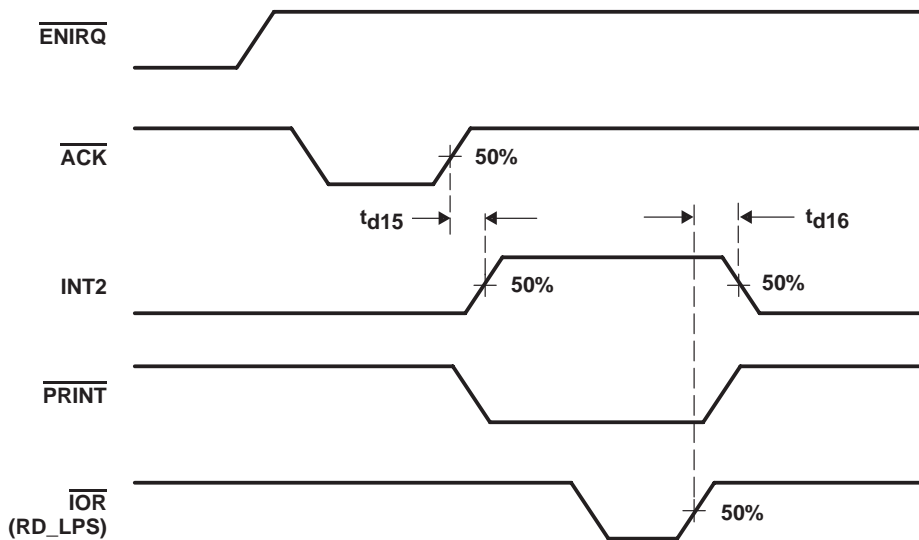 ENIRQ
ACK
50%
td15
td16
INT2
50%
50%
PRINT
IOR
(RD_LPS)
50%